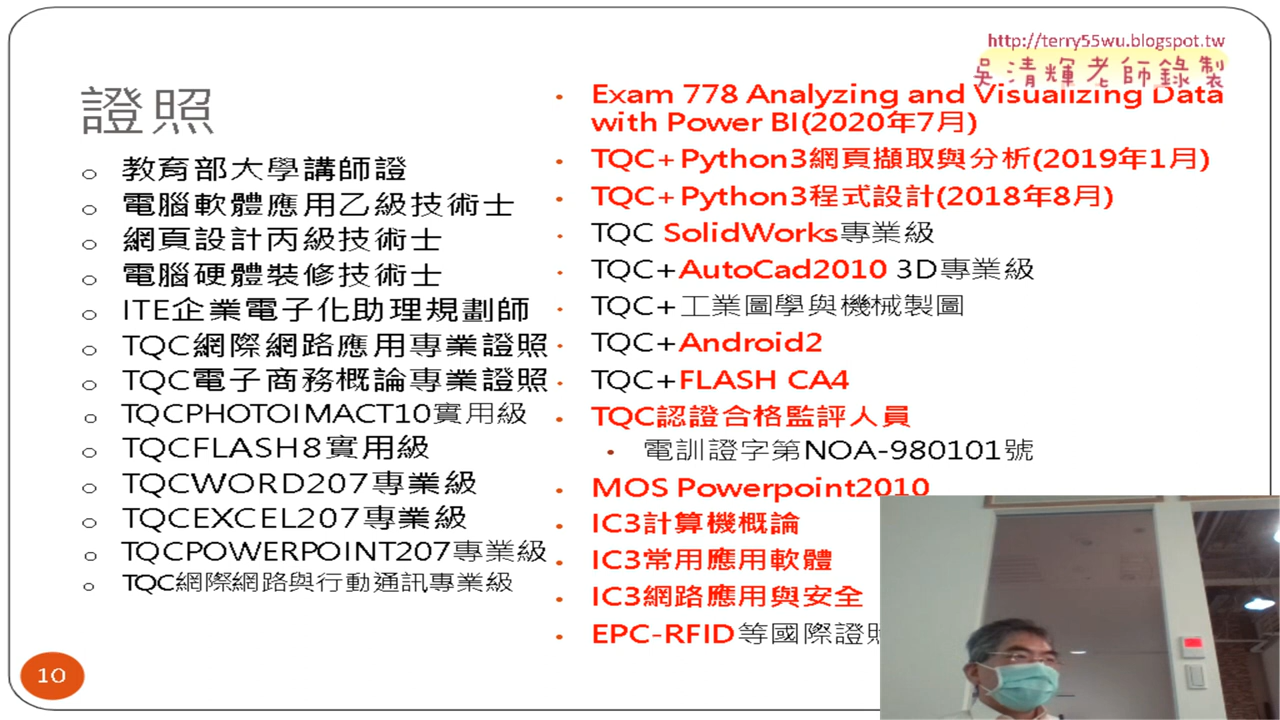 http://terry55wu.blogspot.tw
吳清輝老師錄製
證照
教育部大學講師證
電腦軟體應用乙級技術士
網頁設計丙級技術士
電腦硬體裝修技術士
ITE企業電子化助理規劃師
TQC網際網路應用專業證照
TQC電子商務概論專業證照
TQCPHOTOIMACT10實用級
TQCFLASH8實用級
TQCWORD207專業級
TQCEXCEL207專業級
TQCPOWERPOINT207專業級
TQC網際網路與行動通訊專業級
Exam 778 Analyzing and Visualizing Data
with Power BI(2020年7月)
TQC+Python3網頁擷取與分析(2019年1月)
TQC+Python3程式設計(2018年8月)
TQC SolidWorks專業級
TQC+AutoCad2010 3D專業級
TQC+工業圖學與機械製圖
TQC+Android2
TQC+FLASH CA4
TQC認證合格監評人員
電訓證字第NOA-980101號
MOS Powerpoint2010
IC3計算機概論
IC3常用應用軟體
IC3網路應用與安全
EPC-RFID等國際證照
10